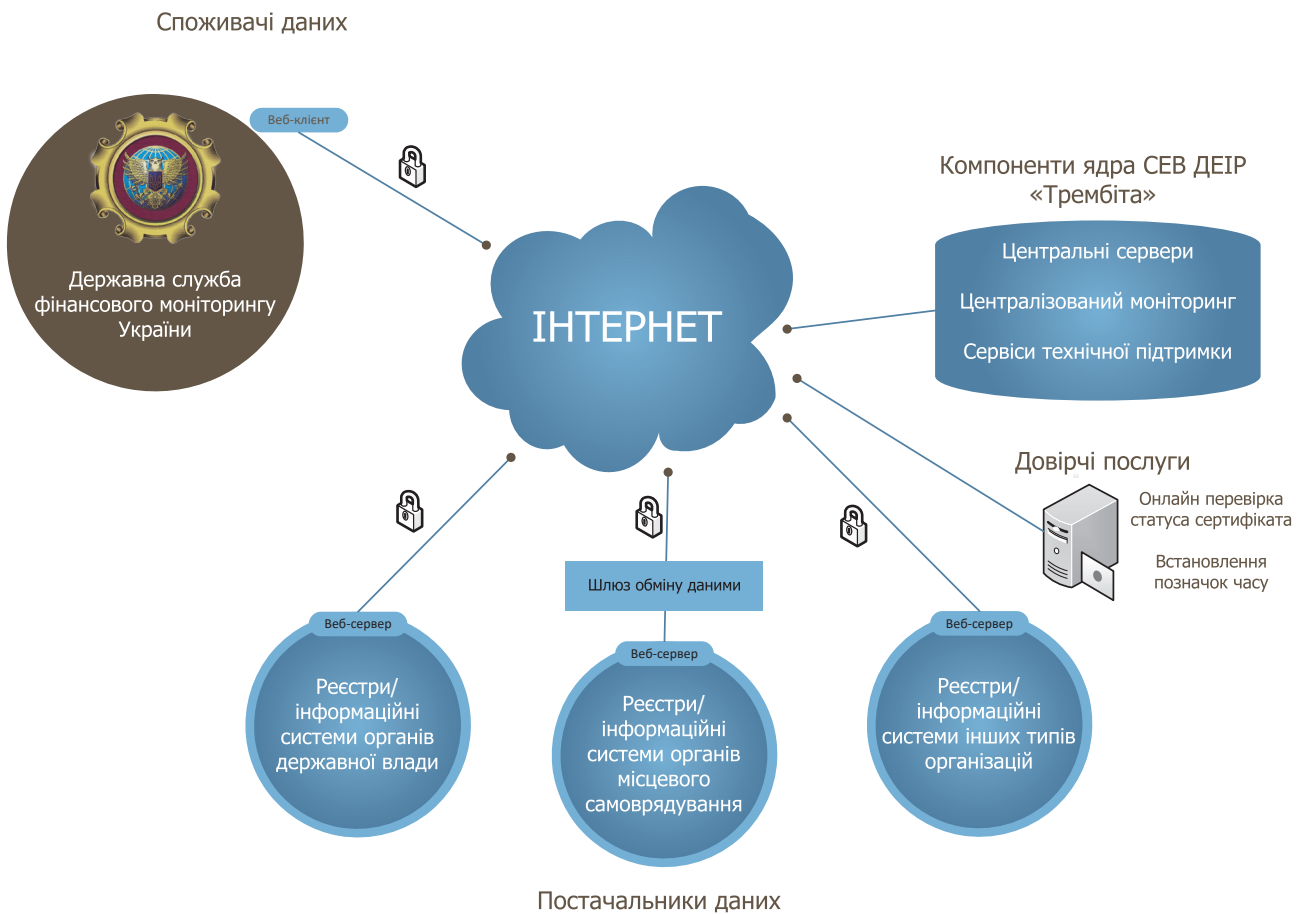 Споживачі даних
Веб-клієнт
Державна служба
фінансового моніторингу
України
Компоненти ядра СЕВ ДЕІР
«Трембіта»
Центральні сервери
Централізований моніторинг
Сервіси технічної підтримки
ІНТЕРНЕТ
Довірчі послуги
Онлайн перевірка
статуса сертифіката
Встановлення
позначок часу
Шлюз обміну даними
Веб-сервер
Реєстри/
інформаційні
системи органів
державної влади
Веб-сервер
Реєстри/
інформаційні
системи органів
місцевого
самоврядування
Веб-сервер
Реєстри/
інформаційні
системи інших типів
організацій
Постачальники даних